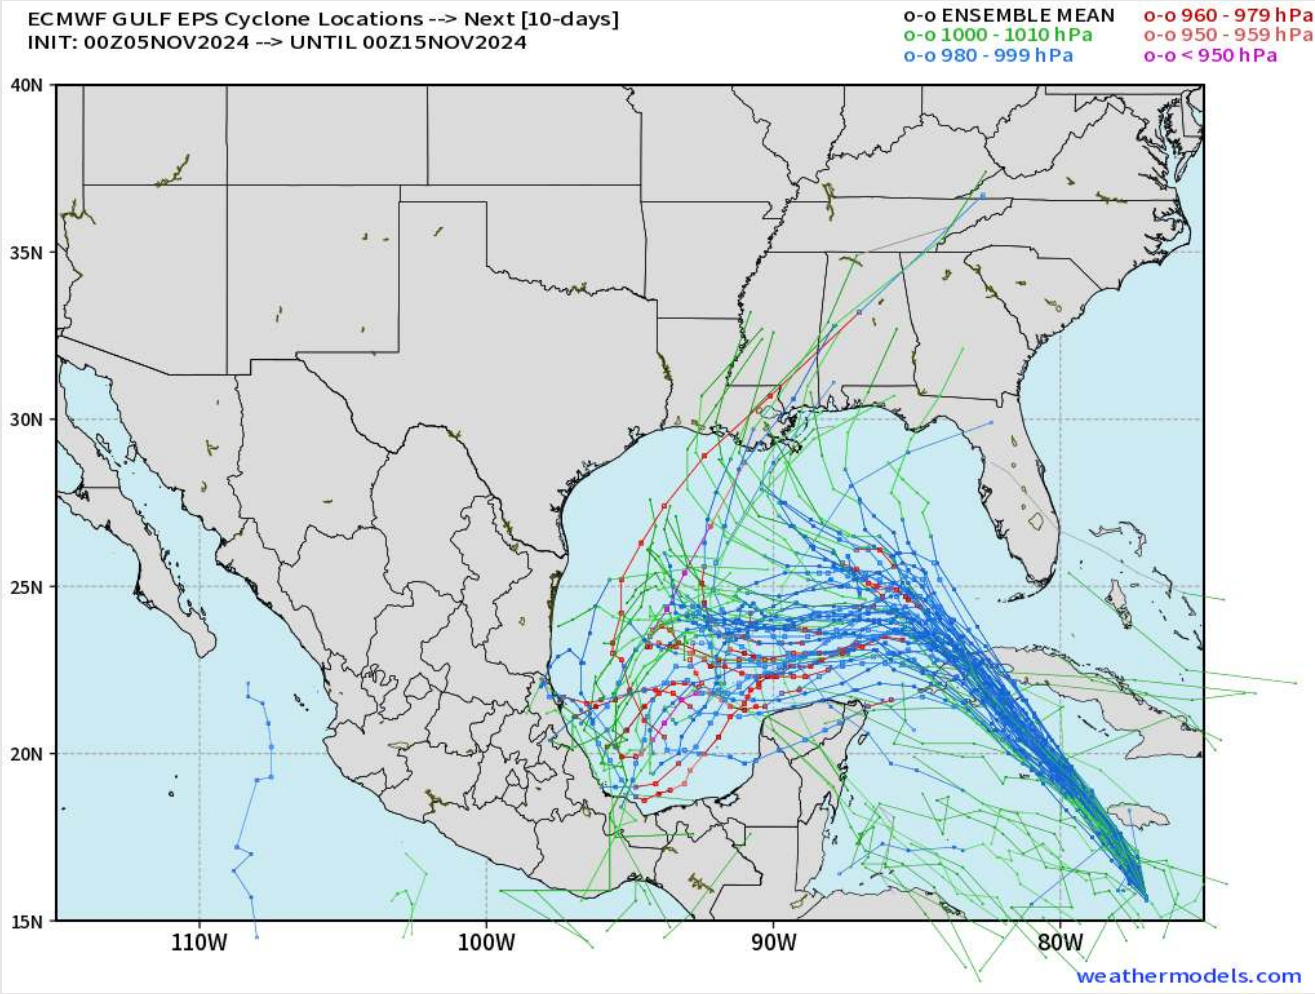 ECMWF GULF EPS Cyclone Locations --> Next [10-days]
INIT: 00Z05NOV2024 --> UNTIL 00Z15NOV2024
o-o ENSEMBLE MEAN
o-o 1000 - 1010 hPa
o-o 980 - 999 hPa
o-o 960 - 979 hPa
o-o 950 - 959 hPa
o-o < 950 hPa
40N
35N
30N
25N
20N
15N
110W
100W
90W
80W
weathermodels.com